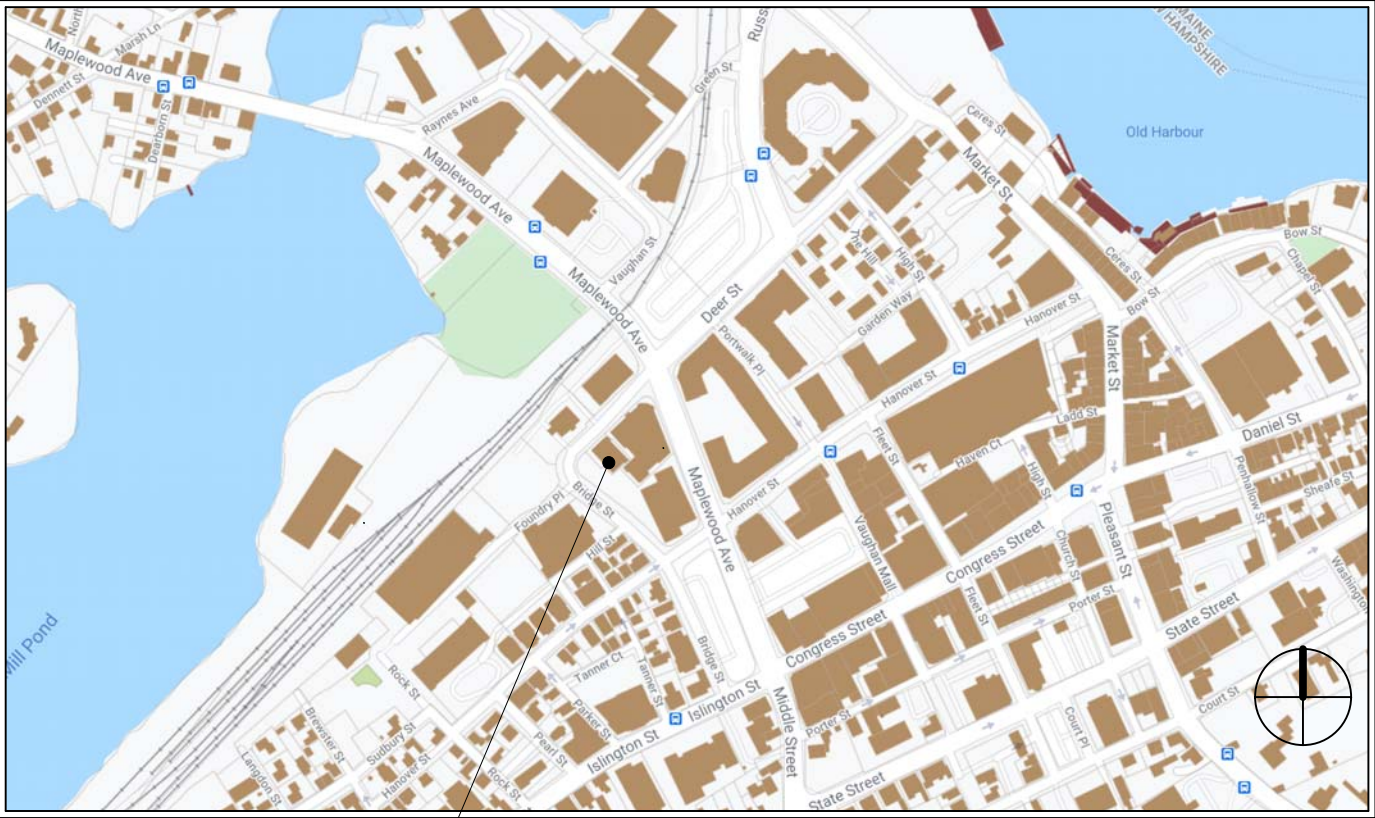 North
Marsh Ln
Maplewood Ave
Dennett St
Dearborn St
Raynes Ave
Maplewood Ave
Green St
Russ
MAINE
HAMPSHIRE
Old Harbour
Ceres St
Market St
Vaughan St
Maplewood Ave
Deer St
The Hill
High St
Garden Way
Portwalk Pl
Hanover St
Ceres St
Bow St
Bow St
Chapel St
Market St
Hanover St
Ladd St
Daniel St
Fleet St
Haven Ct
High St
Penhallow St
Sheafe St
Maplewood Ave
Hanover St
Foundry Pl
Bridge St
Hill St
Vaughan Mall
Congress Street
Church St
Pleasant St
Fleet St
Porter St
State Street
Washington
Mill Pond
Rock St
Tanner Ct
Tanner St
Bridge St
Congress Street
Islington St
Middle Street
Porter St
Court Pl
Court St
Brewster St
Sudbury St
Langdon St
Hanover St
Parker St
Pearl St
Rock St
Islington St
State Street